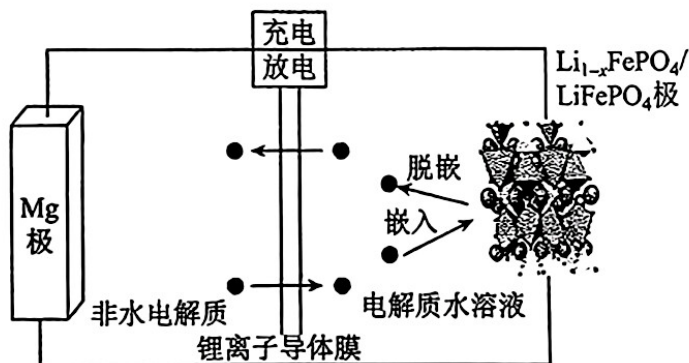 充电
放电
Li₁₋ₓFePO₄/
LiFePO₄极
脱嵌
Mg
极
嵌入
非水电解质
电解质水溶液
锂离子导体膜